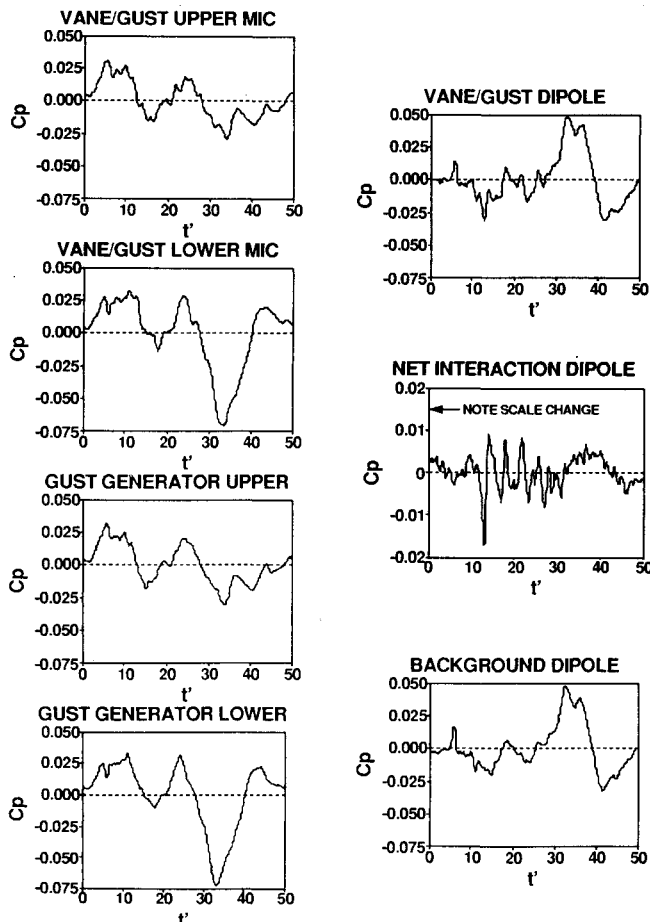 VANE/GUST UPPER MIC
0.050
0.025
0.000
-0.025
-0.050
-0.075
Cp
0 10 20 30 40 50
t'
VANE/GUST LOWER MIC
0.050
0.025
0.000
-0.025
-0.050
-0.075
Cp
0 10 20 30 40 50
t'
GUST GENERATOR UPPER
0.050
0.025
0.000
-0.025
-0.050
-0.075
Cp
0 10 20 30 40 50
t'
GUST GENERATOR LOWER
0.050
0.025
0.000
-0.025
-0.050
-0.075
Cp
0 10 20 30 40 50
t'
VANE/GUST DIPOLE
0.050
0.025
0.000
-0.025
-0.050
-0.075
Cp
0 10 20 30 40 50
t'
NET INTERACTION DIPOLE
0.02
NOTE SCALE CHANGE
0.01
0
-0.01
-0.02
Cp
0 10 20 30 40 50
t'
BACKGROUND DIPOLE
0.050
0.025
0.000
-0.025
-0.050
-0.075
Cp
0 10 20 30 40 50
t'